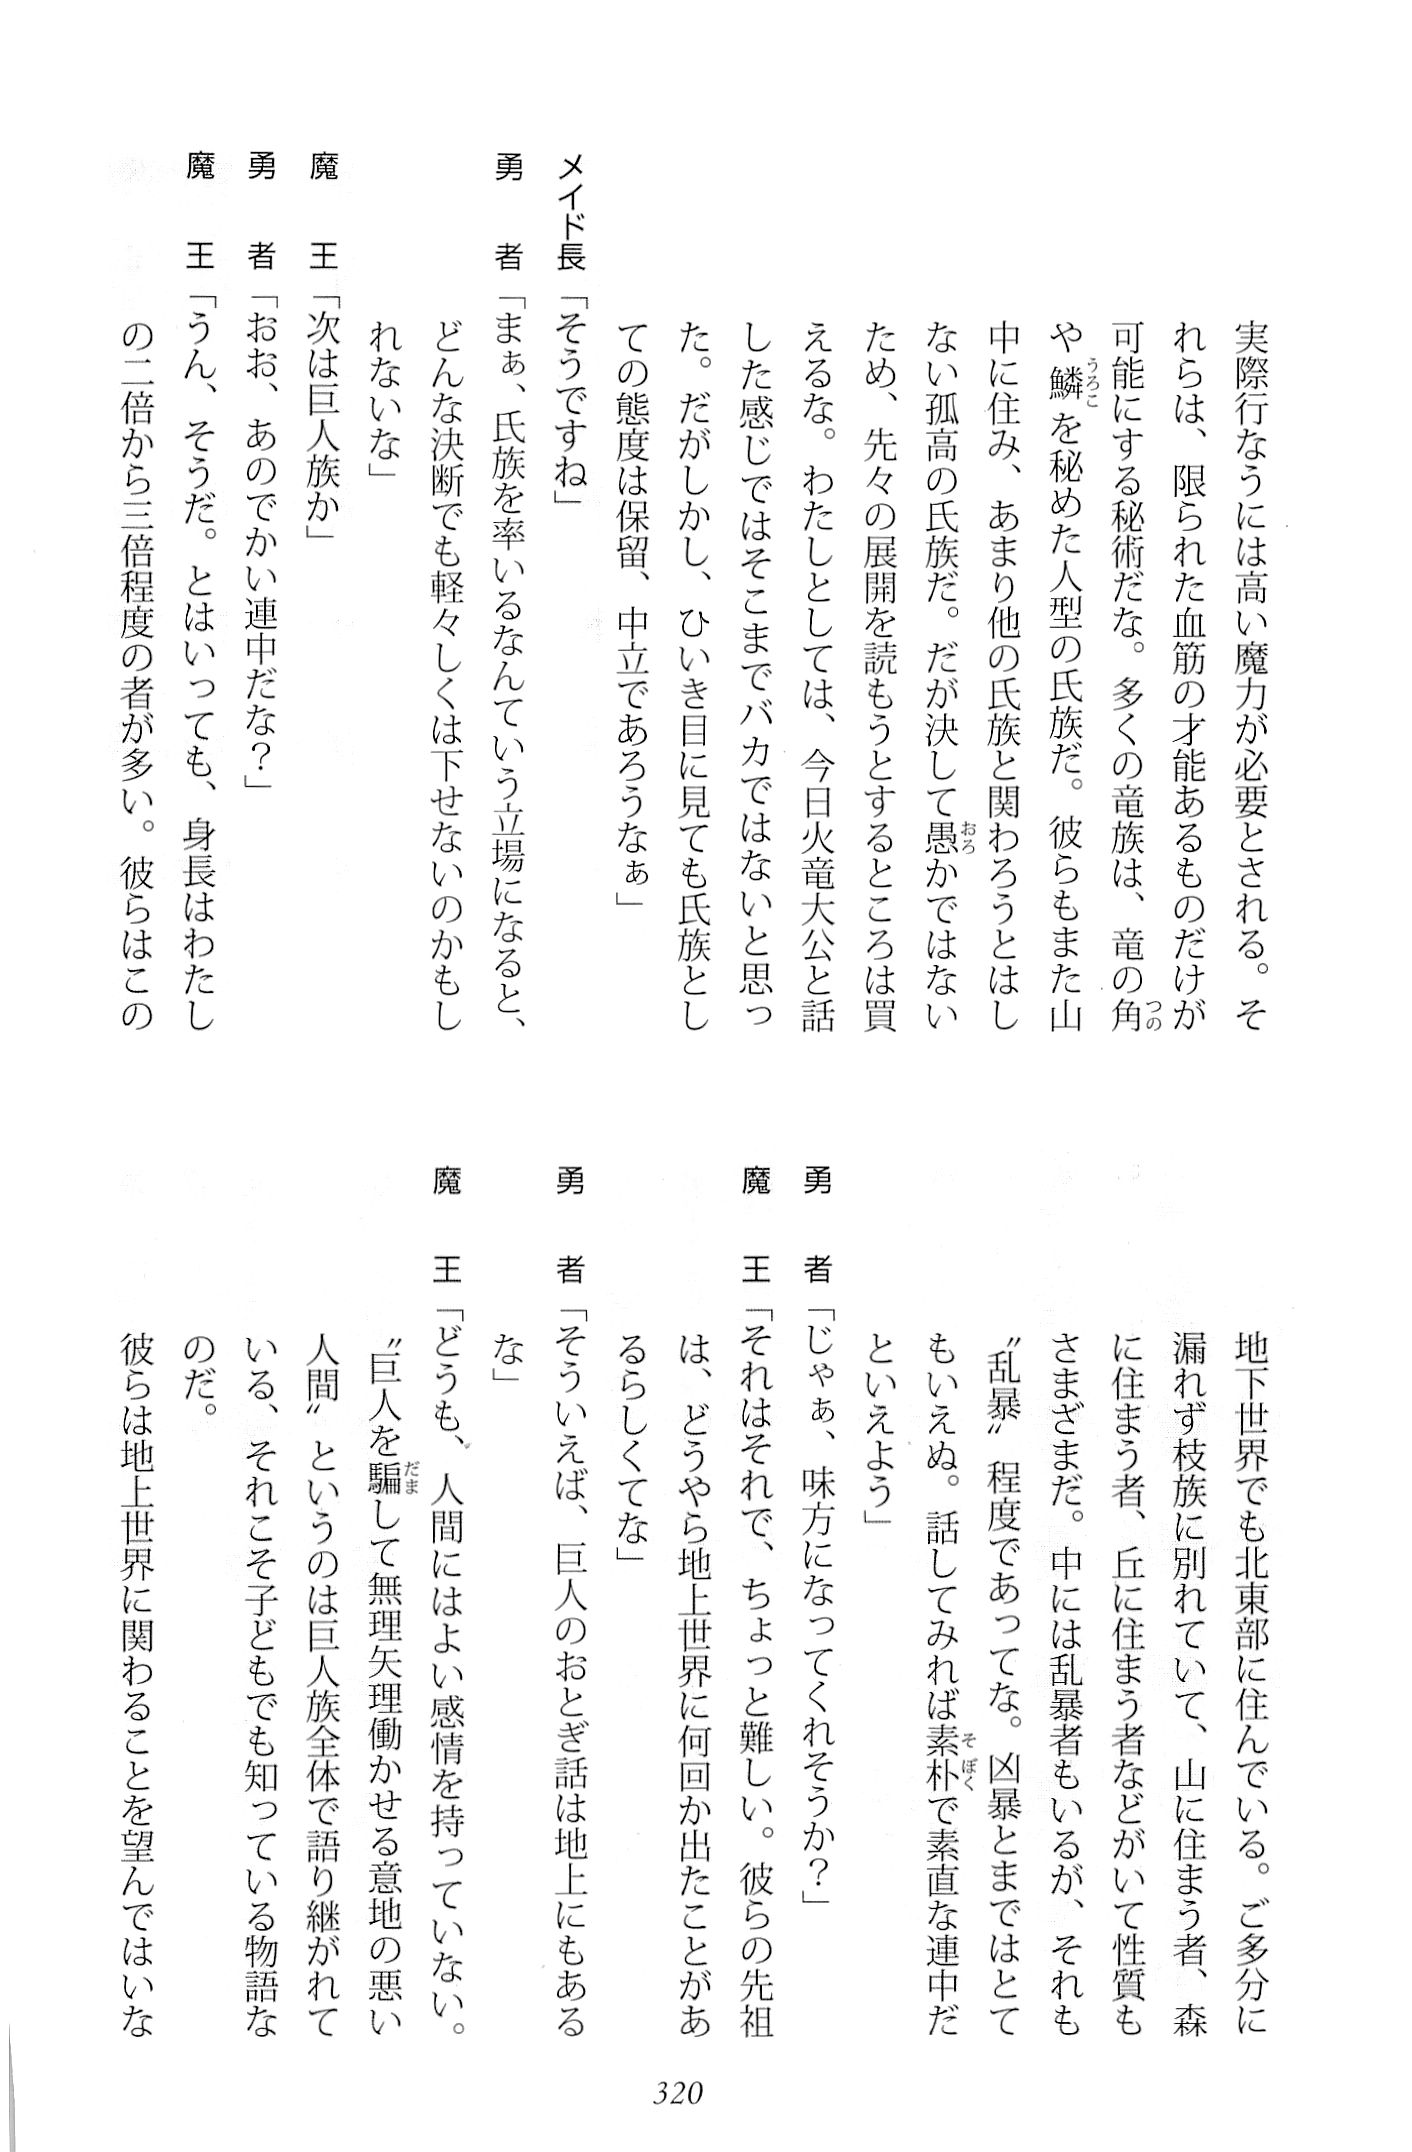 実際行なうには高い魔力が必要とされる。そ
れらは、限られた血筋の才能あるものだけが
可能にする秘術だな。多くの竜族は、竜の角
や鱗を秘めた人型の氏族だ。彼らもまた山
中に住み、あまり他の氏族と関わろうとはし
ない孤高の氏族だ。だが決して愚かではない
ため、先々の展開を読もうとするところは買
えるな。わたしとしては、今日火竜大公と話
した感じではそこまでバカではないと思っ
た。だがしかし、ひいき目に見ても氏族とし
ての態度は保留、中立であろうなぁ」
メイド長「そうですね」
勇　者「まぁ、氏族を率いるなんていう立場になると、
どんな決断でも軽々しくは下せないのかもし
れないな」
魔　王「次は巨人族か」
勇　者「おお、あのでかい連中だな？」
魔　王「うん、そうだ。とはいっても、身長はわたし
の二倍から三倍程度の者が多い。彼らはこの
地下世界でも北東部に住んでいる。ご多分に
漏れず枝族に別れていて、山に住まう者、森
に住まう者、丘に住まう者などがいて性質も
さまざまだ。中には乱暴者もいるが、それも
〝乱暴〟程度であってな。凶暴とまではとて
もいえぬ。話してみれば素朴で素直な連中だ
といえよう」
勇　者「じゃぁ、味方になってくれそうか？」
魔　王「それはそれで、ちょっと難しい。彼らの先祖
は、どうやら地上世界に何回か出たことがあ
るらしくてな」
勇　者「そういえば、巨人のおとぎ話は地上にもある
な」
魔　王「どうも、人間にはよい感情を持っていない。
〝巨人を騙して無理矢理働かせる意地の悪い
人間〟というのは巨人族全体で語り継がれて
いる、それこそ子どもでも知っている物語な
のだ。
彼らは地上世界に関わることを望んではいな
320